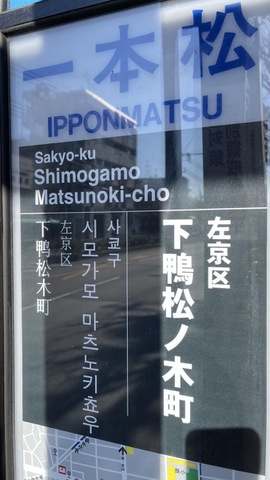 一本松
IPPONMATSU
Sakyo-ku
Shimogamo
Matsunoki-cho
左京区
下鴨松ノ木町
사쿄구
시모가모 마츠노키쵸우
左京区
下鴨松木町